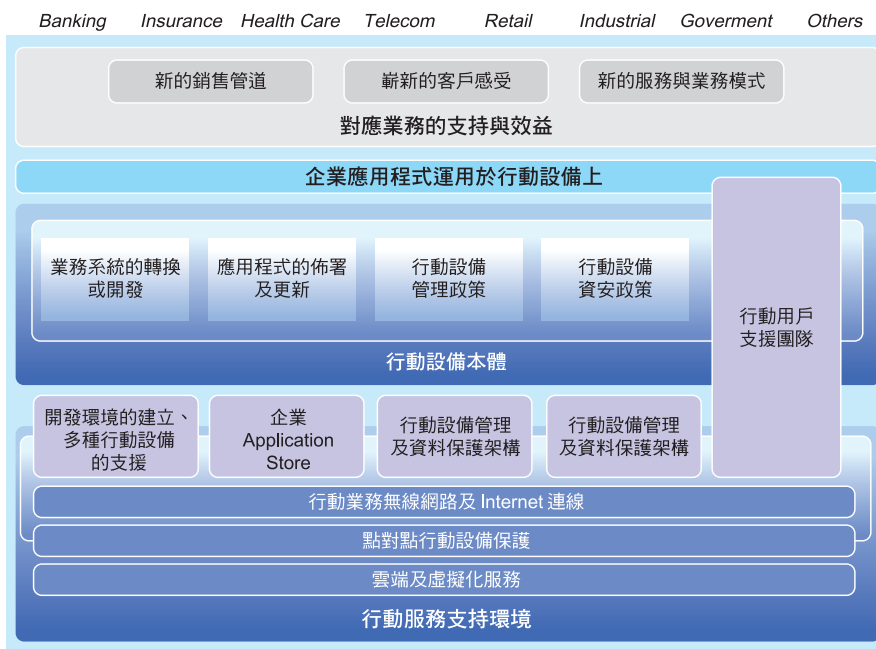 Banking Insurance Health Care Telecom Retail Industrial Goverment Others
新的銷售管道
嶄新的客戶感受
新的服務與業務模式
對應業務的支持與效益
企業應用程式運用於行動設備上
業務系統的轉換
或開發
應用程式的佈署
及更新
行動設備
管理政策
行動設備
資安政策
行動用戶
支援團隊
行動設備本體
開發環境的建立、
多種行動設備
的支援
企業
Application
Store
行動設備管理
及資料保護架構
行動設備管理
及資料保護架構
行動業務無線網路及 Internet 連線
點對點行動設備保護
雲端及虛擬化服務
行動服務支持環境